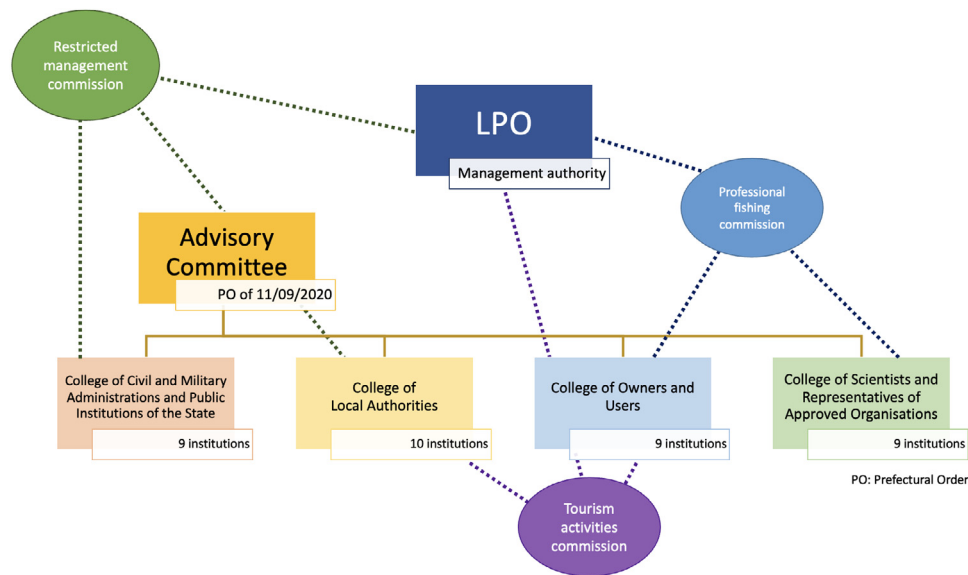 Restricted
management
commission
LPO
Management authority
Professional
fishing
commission
Advisory
Committee
PO of 11/09/2020
College of Civil and Military
Administrations and Public
Institutions of the State
9 institutions
College of
Local Authorities
10 institutions
College of Owners and
Users
9 institutions
College of Scientists and
Representatives of
Approved Organisations
9 institutions
PO: Prefectural Order
Tourism
activities
commission